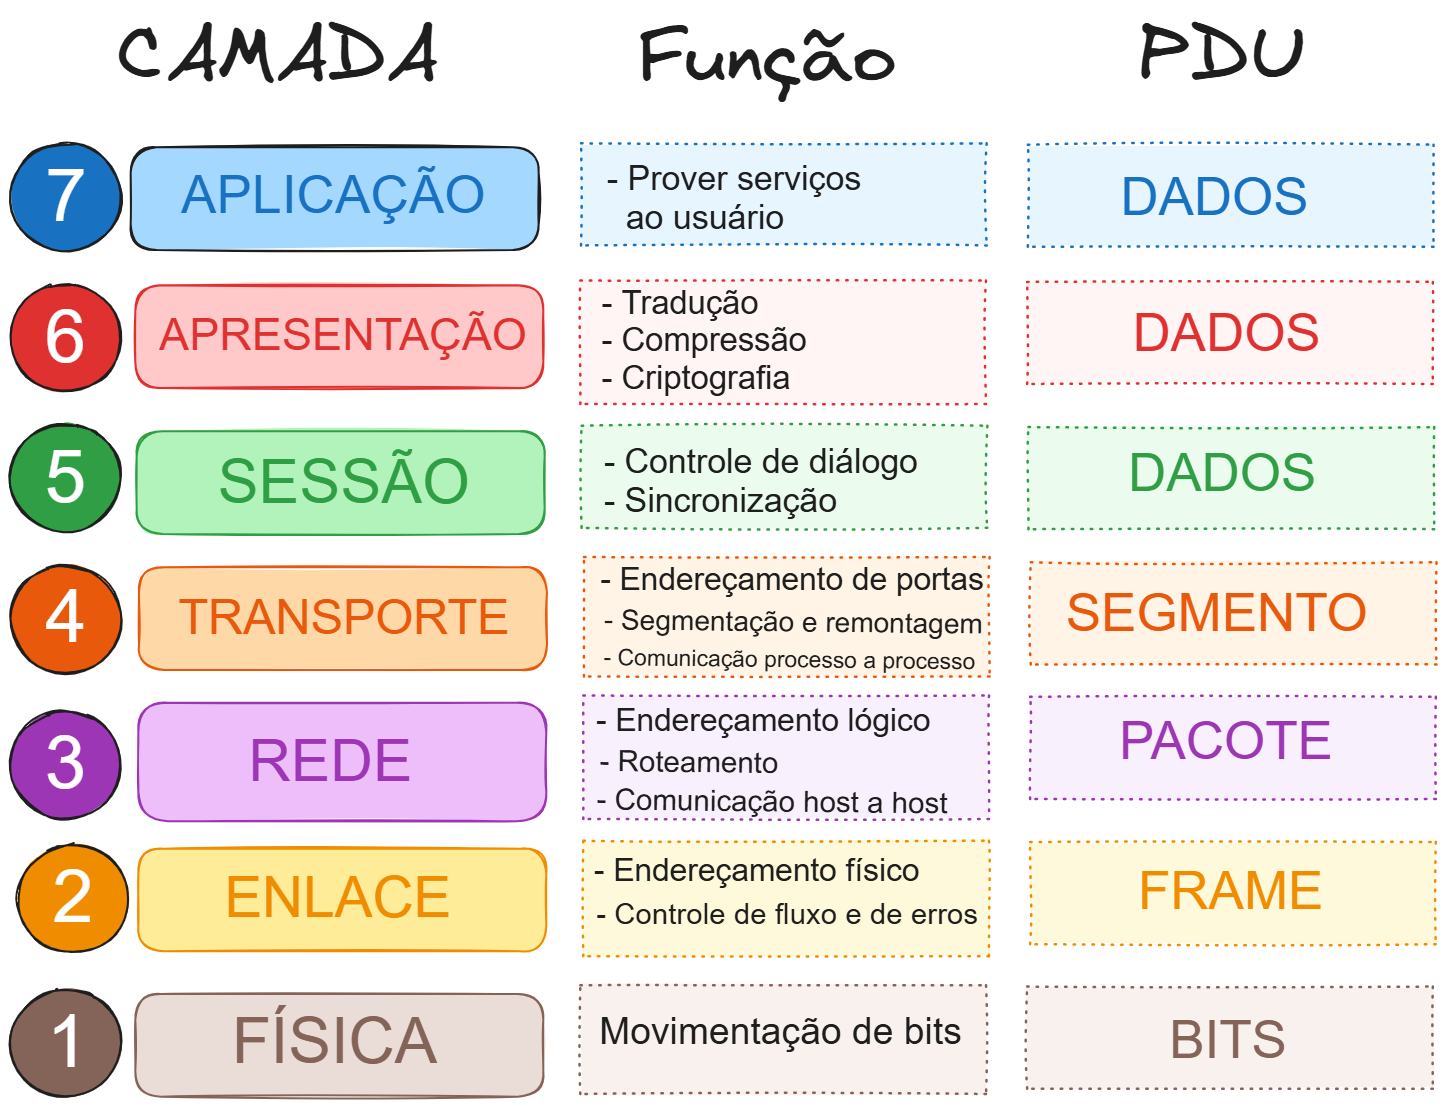 CAMADA Função PDU
7 APLICAÇÃO
- Prover serviços
ao usuário
DADOS
6 APRESENTAÇÃO
- Tradução
- Compressão
- Criptografia
DADOS
5 SESSÃO
- Controle de diálogo
- Sincronização
DADOS
4 TRANSPORTE
- Endereçamento de portas
- Segmentação e remontagem
- Comunicação processo a processo
SEGMENTO
3 REDE
- Endereçamento lógico
- Roteamento
- Comunicação host a host
PACOTE
2 ENLACE
- Endereçamento físico
- Controle de fluxo e de erros
FRAME
1 FÍSICA
Movimentação de bits
BITS